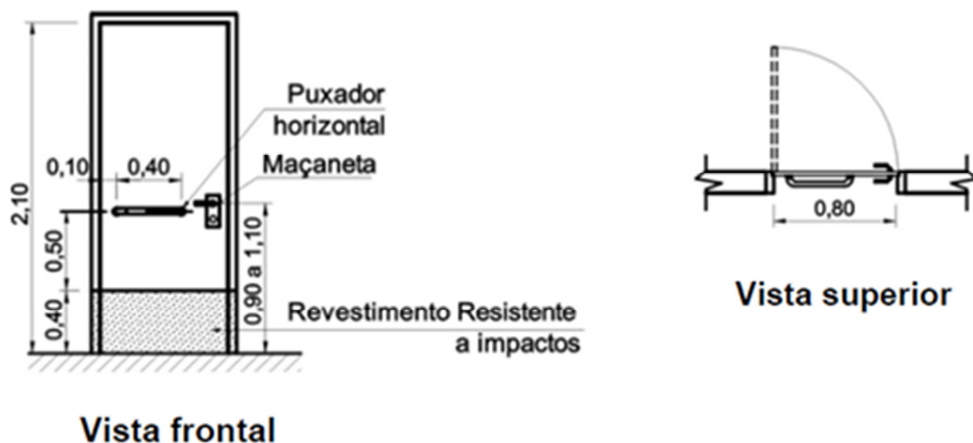 Puxador
horizontal
Maçaneta
0,10
0,40
2,10
0,50
0,40
0,90 a 1,10
Revestimento Resistente
a impactos
Vista frontal
0,80
Vista superior